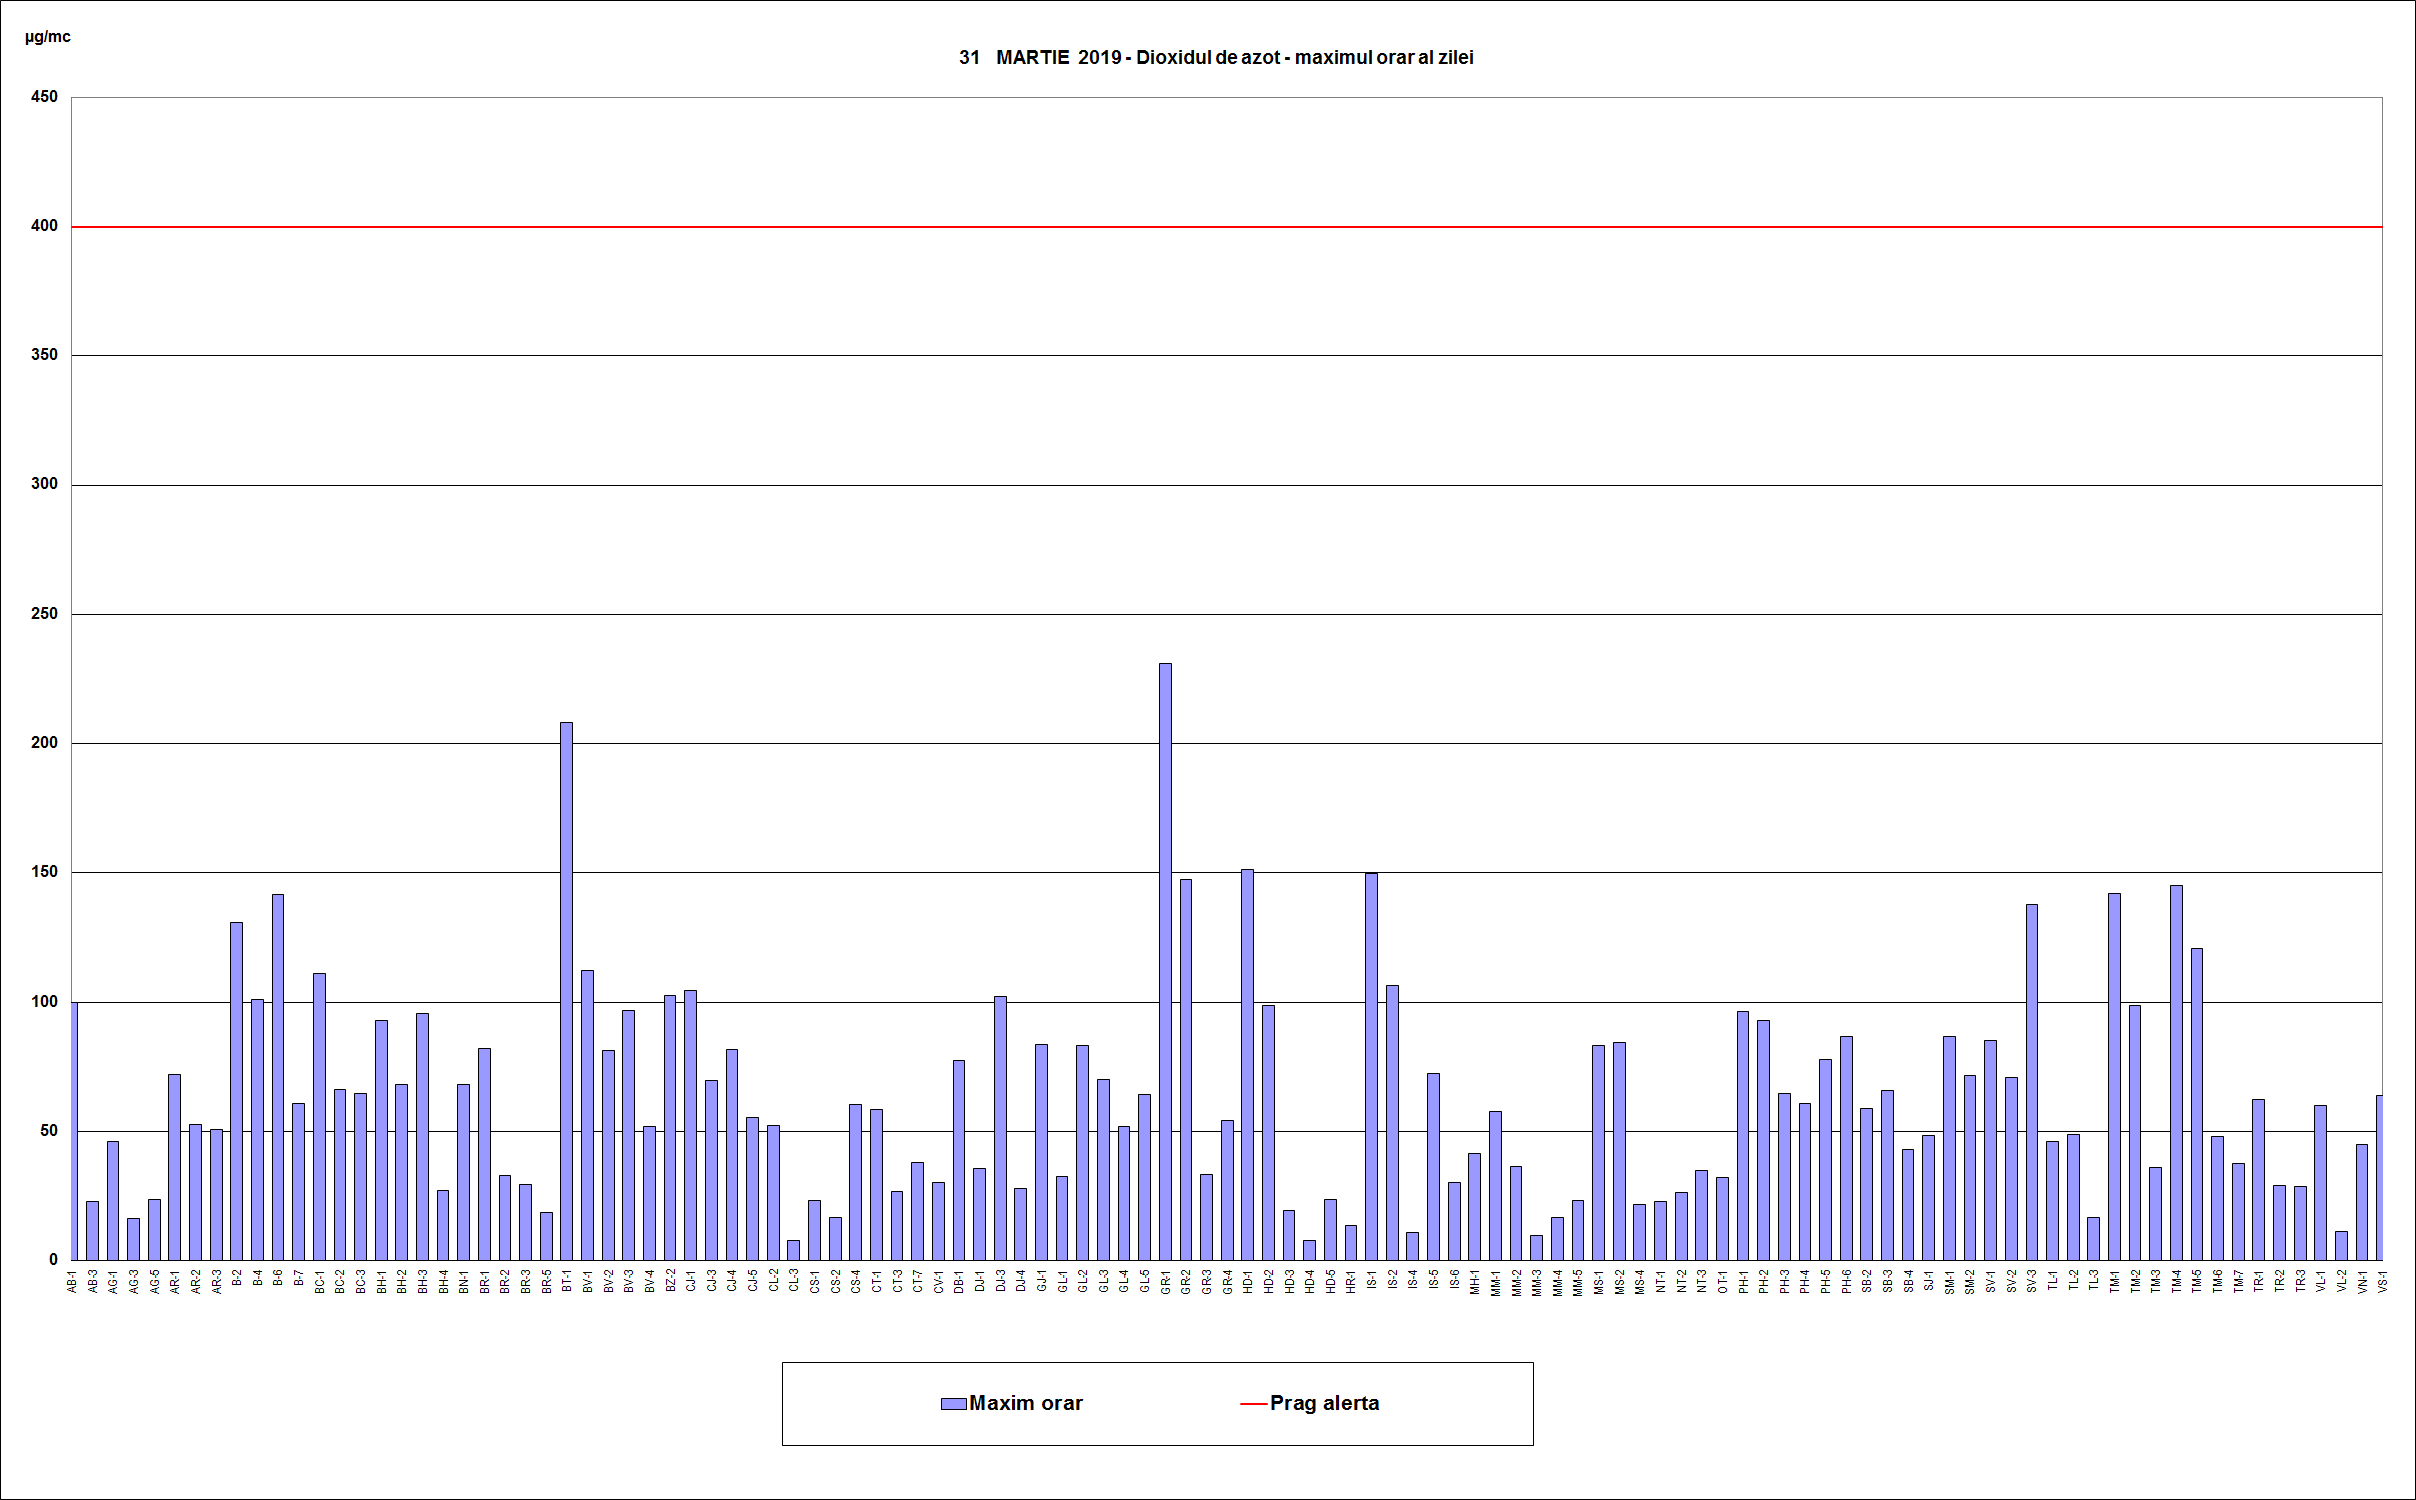 µg/mc
31 MARTIE 2019 - Dioxidul de azot - maximul orar al zilei
450
400
350
300
250
200
150
100
50
0
AB-1 AB-3 AG-1 AG-3 AG-5 AR-1 AR-2 AR-3 B-2 B-4 B-6 B-7 BC-1 BC-2 BC-3 BH-1 BH-2 BH-3 BH-4 BN-1 BR-1 BR-2 BR-3 BR-5 BT-1 BV-1 BV-2 BV-3 BV-4 BZ-2 CJ-1 CJ-3 CJ-4 CJ-5 CL-2 CL-3 CS-1 CS-2 CS-4 CT-1 CT-3 CT-7 CV-1 DB-1 DJ-1 DJ-3 DJ-4 GJ-1 GL-1 GL-2 GL-3 GL-4 GL-5 GR-1 GR-2 GR-3 GR-4 HD-1 HD-2 HD-3 HD-4 HD-5 HR-1 IS-1 IS-2 IS-4 IS-5 IS-6 MH-1 MM-1 MM-2 MM-3 MM-4 MM-5 MS-1 MS-2 MS-4 NT-1 NT-2 NT-3 OT-1 PH-1 PH-2 PH-3 PH-4 PH-5 PH-6 SB-2 SB-3 SB-4 SJ-1 SM-1 SM-2 SV-1 SV-2 SV-3 TL-1 TL-2 TL-3 TM-1 TM-2 TM-3 TM-4 TM-5 TM-6 TM-7 TR-1 TR-2 TR-3 VL-1 VL-2 VN-1 VS-1
Maxim orar Prag alerta